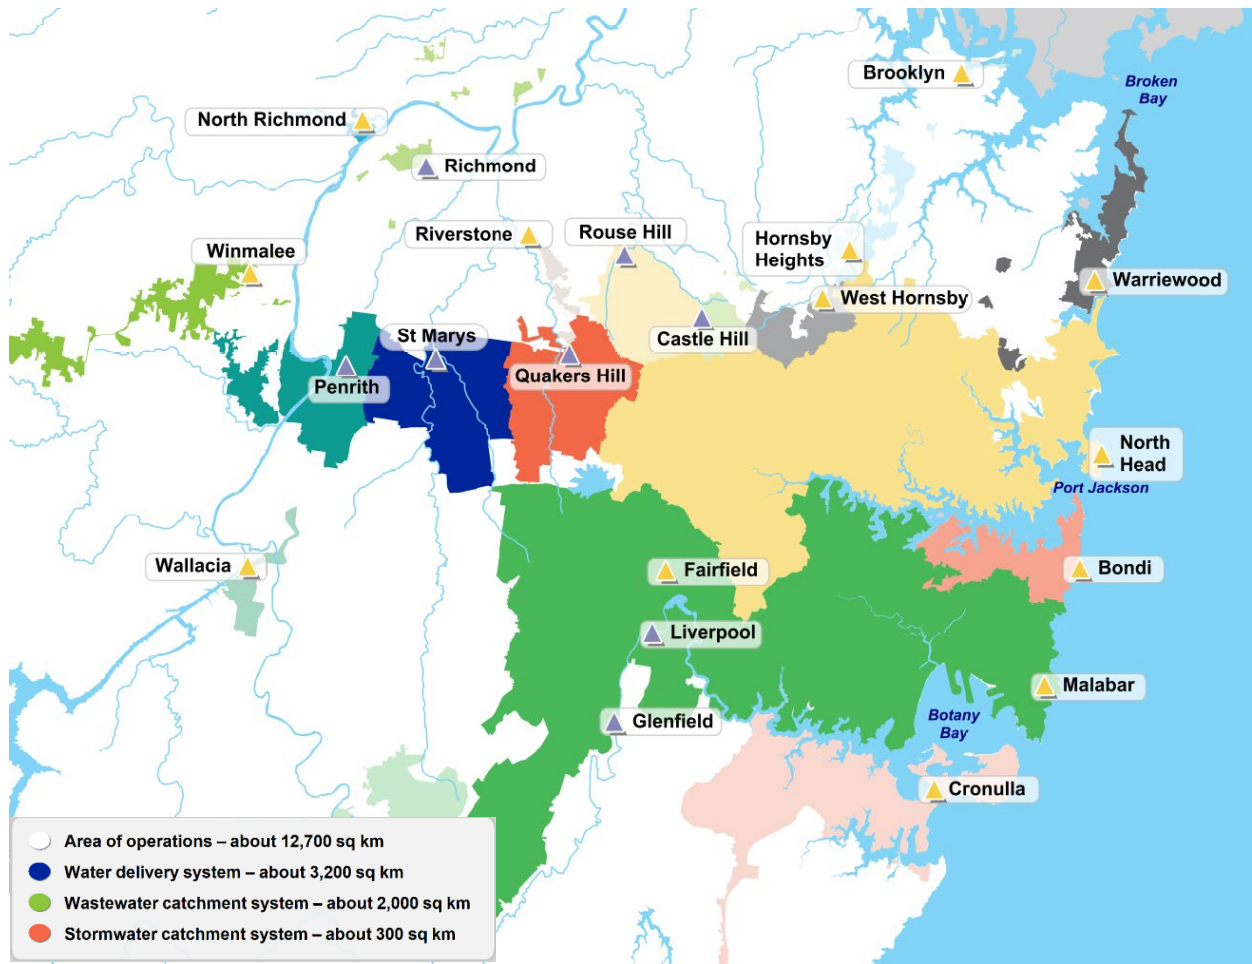 Brooklyn
Broken
Bay
North Richmond
Richmond
Riverstone
Rouse Hill
Hornsby
Heights
Winmalee
Warriewood
West Hornsby
St Marys
Castle Hill
Quakers Hill
Penrith
North
Head
Port Jackson
Wallacia
Fairfield
Bondi
Liverpool
Malabar
Glenfield
Botany
Bay
Cronulla
Area of operations – about 12,700 sq km
Water delivery system – about 3,200 sq km
Wastewater catchment system – about 2,000 sq km
Stormwater catchment system – about 300 sq km